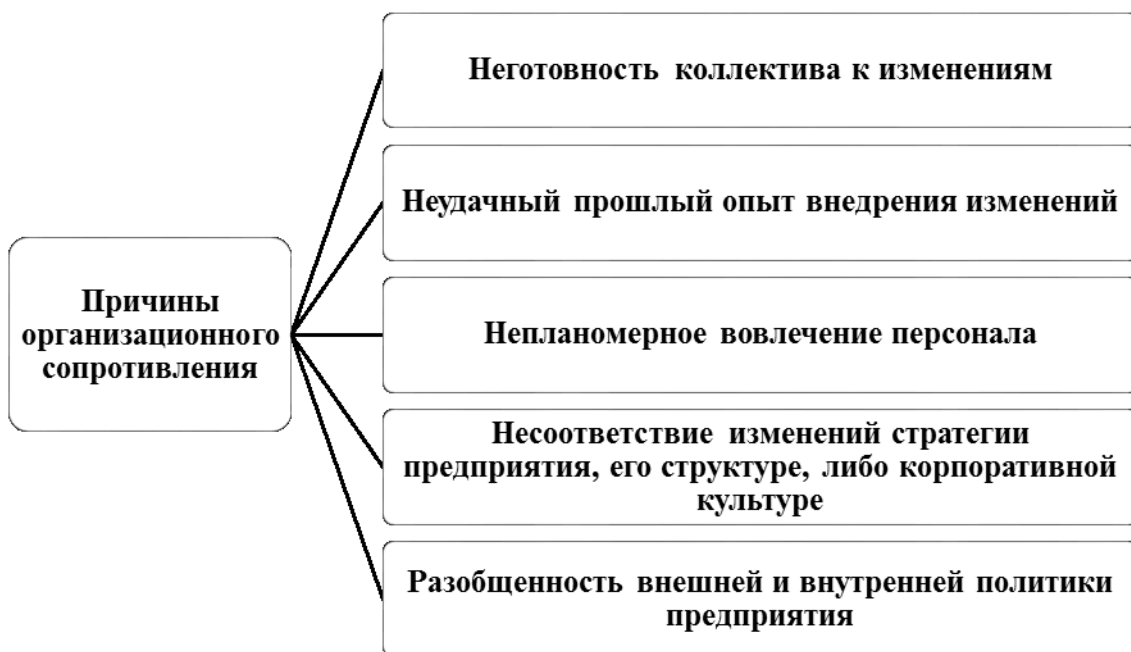 Неготовность коллектива к изменениям
Неудачный прошлый опыт внедрения изменений
Причины
организационного
сопротивления
Непланомерное вовлечение персонала
Несоответствие изменений стратегии
предприятия, его структуре, либо корпоративной
культуре
Разобщенность внешней и внутренней политики
предприятия